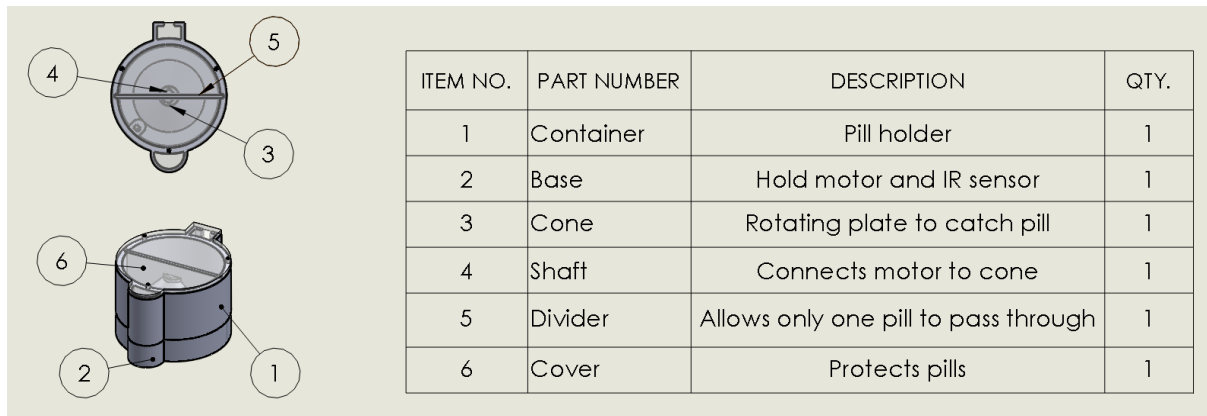 5
4
3
6
2
1
ITEM NO. PART NUMBER DESCRIPTION QTY.
1 Container Pill holder 1
2 Base Hold motor and IR sensor 1
3 Cone Rotating plate to catch pill 1
4 Shaft Connects motor to cone 1
5 Divider Allows only one pill to pass through 1
6 Cover Protects pills 1